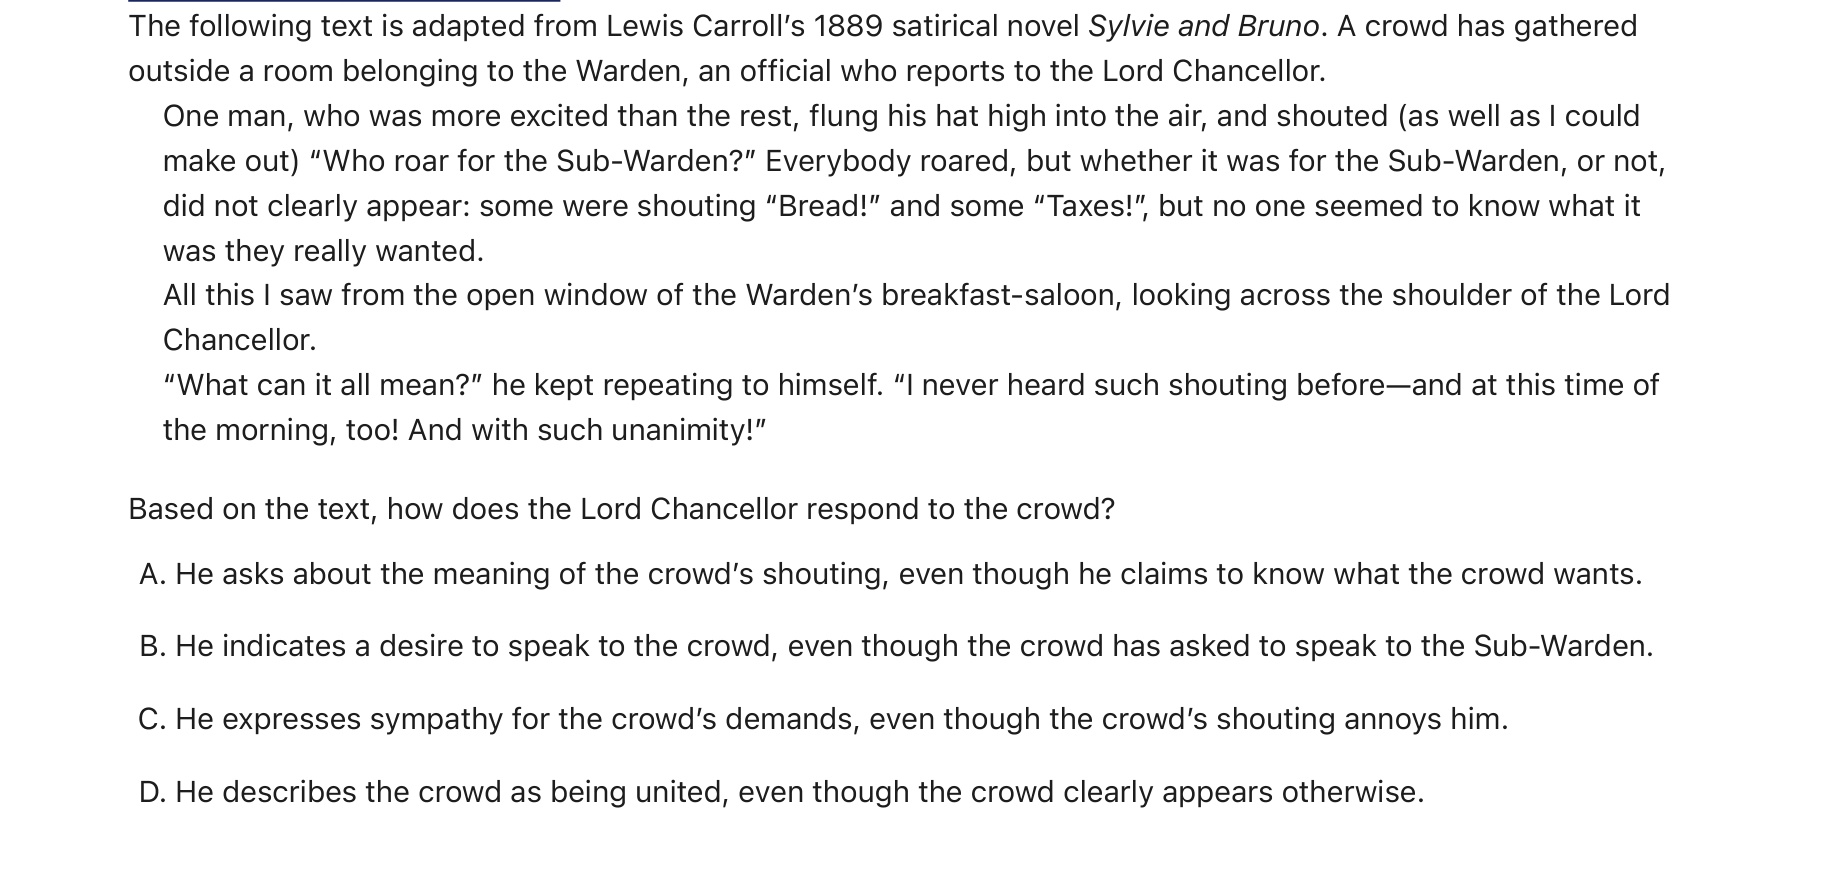 The following text is adapted from Lewis Carroll’s 1889 satirical novel Sylvie and Bruno. A crowd has gathered
outside a room belonging to the Warden, an official who reports to the Lord Chancellor.
One man, who was more excited than the rest, flung his hat high into the air, and shouted (as well as I could
make out) “Who roar for the Sub-Warden?” Everybody roared, but whether it was for the Sub-Warden, or not,
did not clearly appear: some were shouting “Bread!” and some “Taxes!”, but no one seemed to know what it
was they really wanted.
All this I saw from the open window of the Warden’s breakfast-saloon, looking across the shoulder of the Lord
Chancellor.
“What can it all mean?” he kept repeating to himself. “I never heard such shouting before—and at this time of
the morning, too! And with such unanimity!”
Based on the text, how does the Lord Chancellor respond to the crowd?
A. He asks about the meaning of the crowd’s shouting, even though he claims to know what the crowd wants.
B. He indicates a desire to speak to the crowd, even though the crowd has asked to speak to the Sub-Warden.
C. He expresses sympathy for the crowd’s demands, even though the crowd’s shouting annoys him.
D. He describes the crowd as being united, even though the crowd clearly appears otherwise.